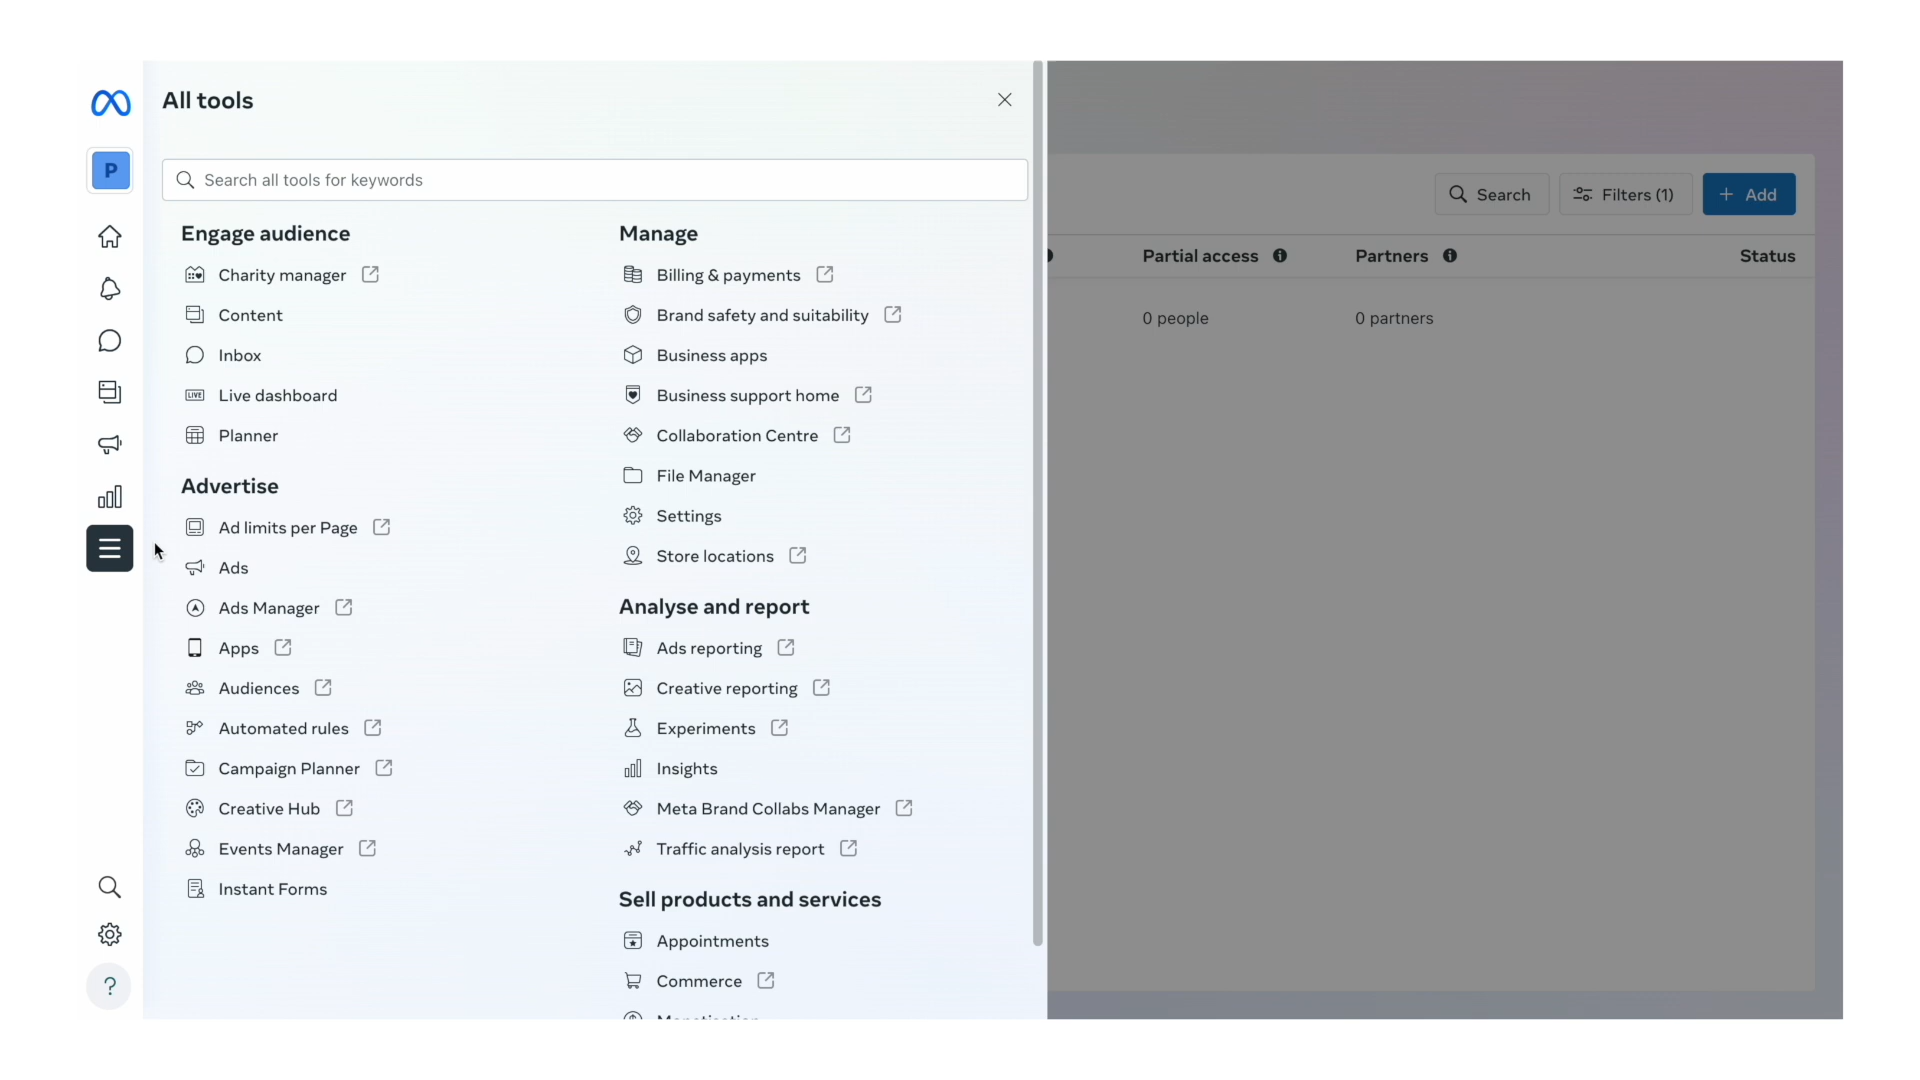 All tools
P
Search all tools for keywords
Engage audience
Charity manager
Content
Inbox
LIVE Live dashboard
Planner
Advertise
Ad limits per Page
Ads
Ads Manager
Apps
Audiences
Automated rules
Campaign Planner
Creative Hub
Events Manager
Instant Forms
?
Manage
Billing & payments
Brand safety and suitability
Business apps
Business support home
Collaboration Centre
File Manager
Settings
Store locations
Analyse and report
Ads reporting
Creative reporting
Experiments
Insights
Meta Brand Collabs Manager
Traffic analysis report
Sell products and services
Appointments
Commerce
Search
Filters (1)
+ Add
Partial access
Partners
Status
0 people
0 partners